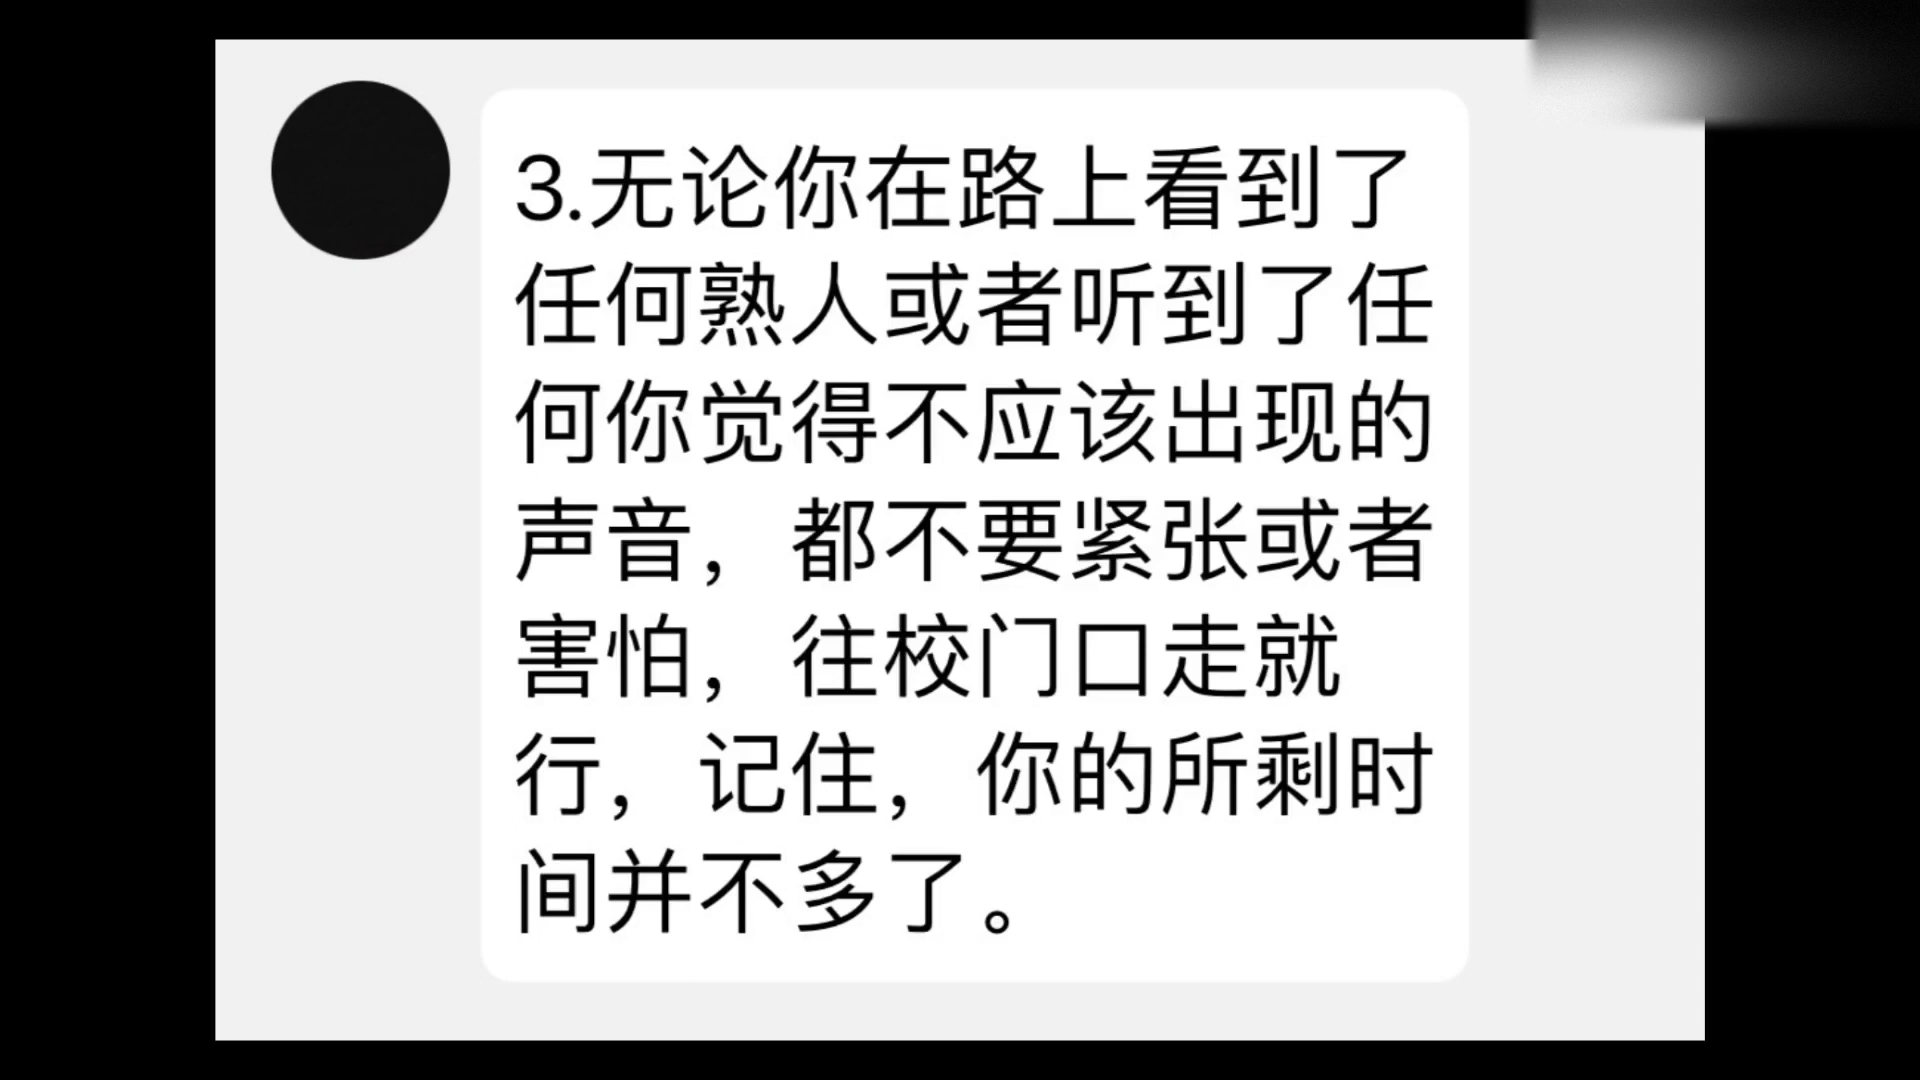 3.无论你在路上看到了
任何熟人或者听到了任
何你觉得不应该出现的
声音，都不要紧张或者
害怕，往校门口走就
行，记住，你的所剩时
间并不多了。